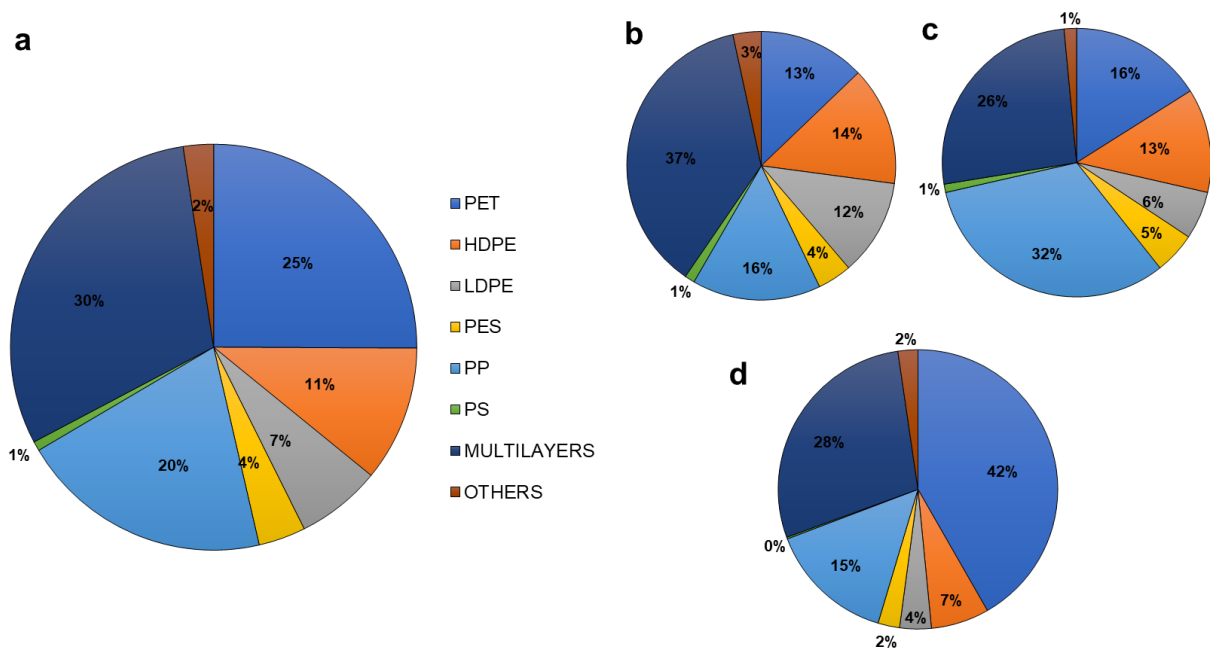 a
2%
25%
30%
11%
7%
4%
20%
1%
PET
HDPE
LDPE
PES
PP
PS
MULTILAYERS
OTHERS
b
3%
13%
14%
37%
12%
4%
16%
1%
c
1%
16%
26%
13%
1%
6%
5%
32%
d
2%
28%
42%
0%
15%
7%
4%
2%